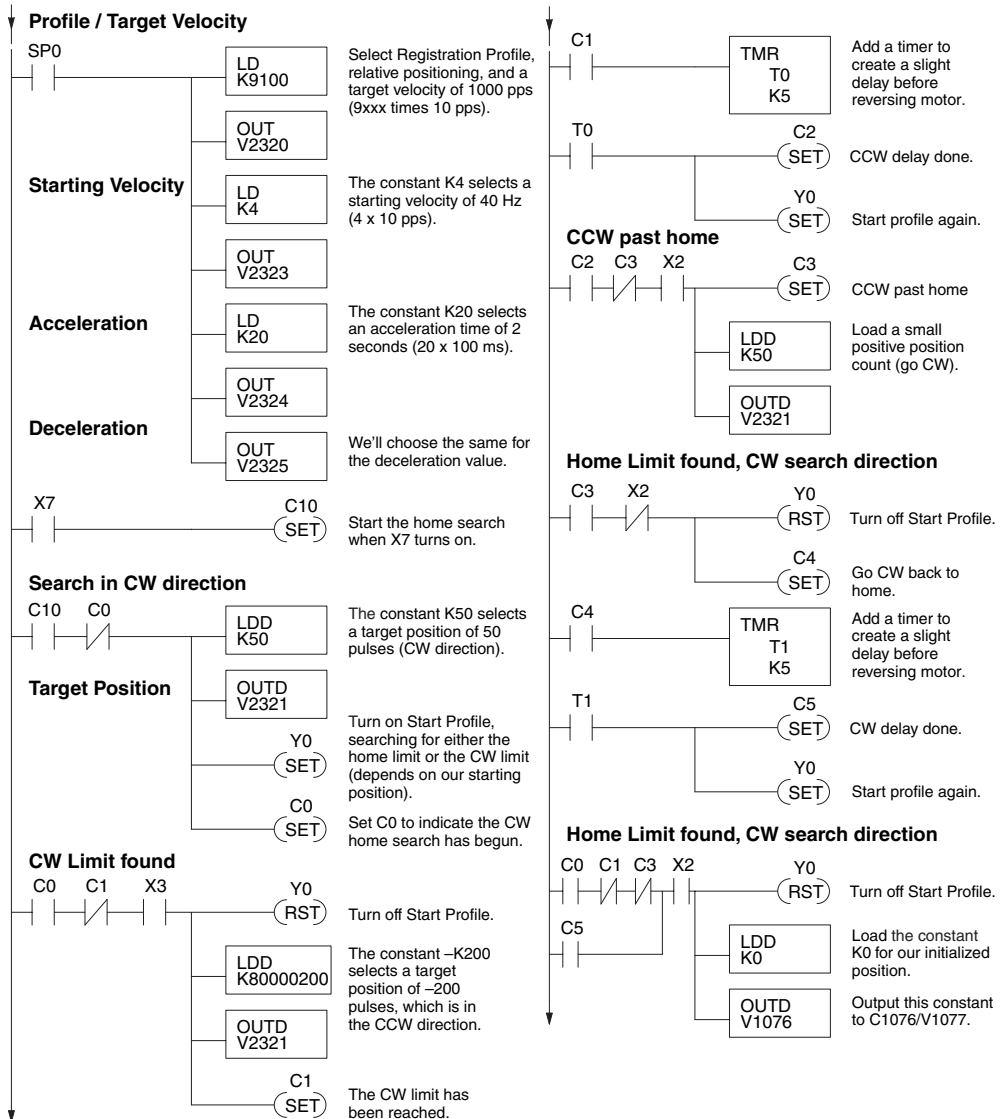 Profile / Target Velocity
SP0
LD
K9100
Select Registration Profile,
relative positioning, and a
target velocity of 1000 pps
(9xxx times 10 pps).
OUT
V2320
Starting Velocity
LD
K4
The constant K4 selects a
starting velocity of 40 Hz
(4 x 10 pps).
OUT
V2323
Acceleration
LD
K20
The constant K20 selects
an acceleration time of 2
seconds (20 x 100 ms).
OUT
V2324
Deceleration
OUT
V2325
We’ll choose the same for
the deceleration value.
X7
C10
SET
Start the home search
when X7 turns on.
Search in CW direction
C10 C0
LDD
K50
The constant K50 selects
a target position of 50
pulses (CW direction).
Target Position
OUTD
V2321
Y0
SET
Turn on Start Profile,
searching for either the
home limit or the CW limit
(depends on our starting
position).
C0
SET
Set C0 to indicate the CW
home search has begun.
CW Limit found
C0 C1 X3
Y0
RST
Turn off Start Profile.
LDD
K80000200
The constant –K200
selects a target
position of –200
pulses, which is in
the CCW direction.
OUTD
V2321
C1
SET
The CW limit has
been reached.
C1
TMR
T0
K5
Add a timer to
create a slight
delay before
reversing motor.
T0
C2
SET
CCW delay done.
Y0
SET
Start profile again.
CCW past home
C2 C3 X2
C3
SET
CCW past home
LDD
K50
Load a small
positive position
count (go CW).
OUTD
V2321
Home Limit found, CW search direction
C3 X2
Y0
RST
Turn off Start Profile.
C4
SET
Go CW back to
home.
C4
TMR
T1
K5
Add a timer to
create a slight
delay before
reversing motor.
T1
C5
SET
CW delay done.
Y0
SET
Start profile again.
Home Limit found, CW search direction
C0 C1 C3 X2
Y0
RST
Turn off Start Profile.
C5
LDD
K0
Load the constant
K0 for our initialized
position.
OUTD
V1076
Output this constant
to C1076/V1077.